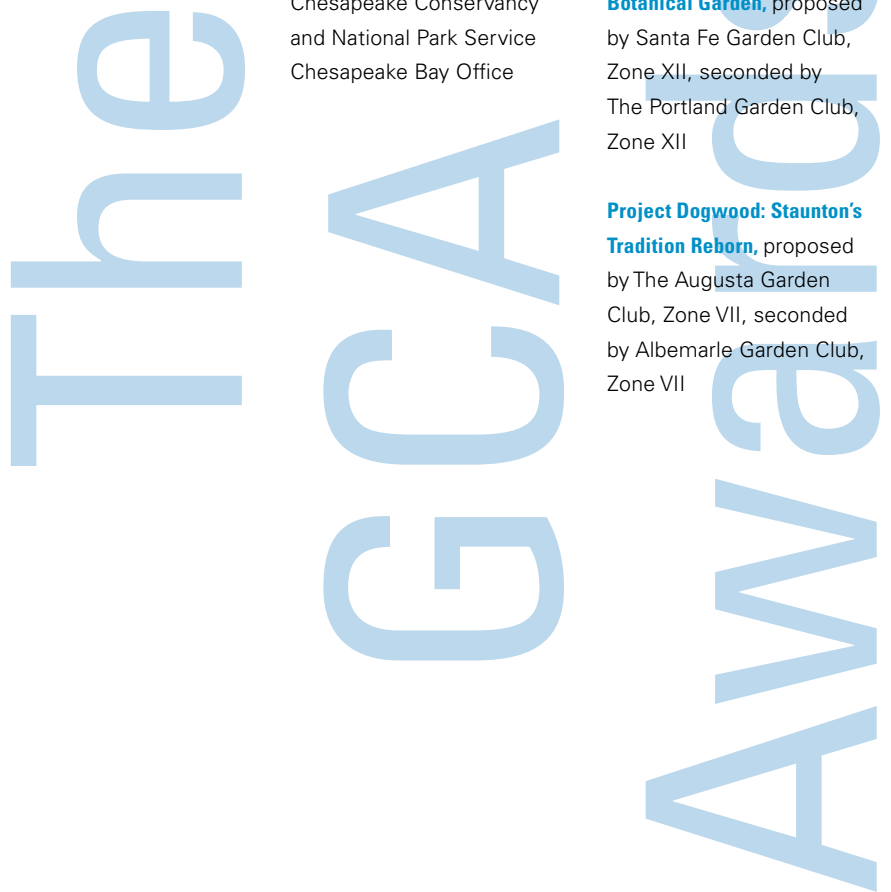 The
GCA
Awards
Chesapeake Conservancy
and National Park Service
Chesapeake Bay Office
Botanical Garden, proposed
by Santa Fe Garden Club,
Zone XII, seconded by
The Portland Garden Club,
Zone XII
Project Dogwood: Staunton’s
Tradition Reborn, proposed
by The Augusta Garden
Club, Zone VII, seconded
by Albemarle Garden Club,
Zone VII